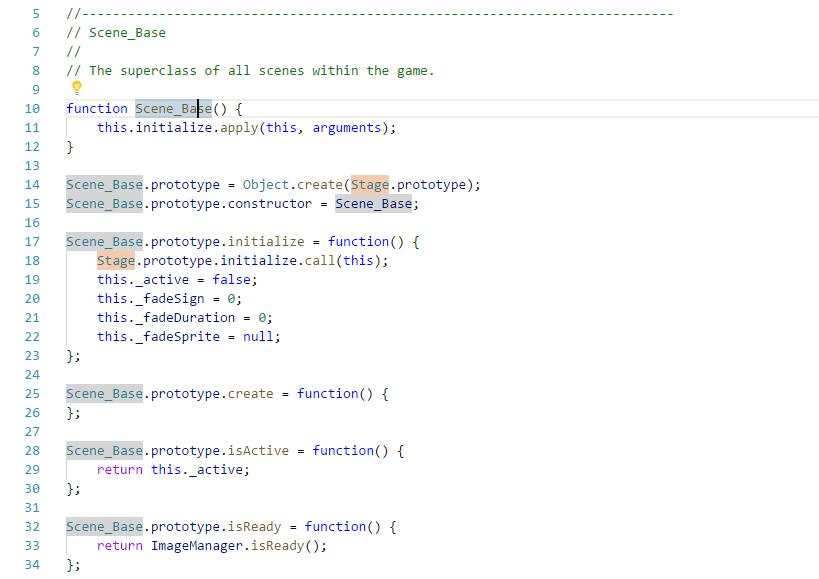 5 //-----------------------------------------------------------------------------
6 // Scene_Base
7 //
8 // The superclass of all scenes within the game.
9
10 function Scene_Base() {
11     this.initialize.apply(this, arguments);
12 }
13
14 Scene_Base.prototype = Object.create(Stage.prototype);
15 Scene_Base.prototype.constructor = Scene_Base;
16
17 Scene_Base.prototype.initialize = function() {
18     Stage.prototype.initialize.call(this);
19     this._active = false;
20     this._fadeSign = 0;
21     this._fadeDuration = 0;
22     this._fadeSprite = null;
23 };
24
25 Scene_Base.prototype.create = function() {
26 };
27
28 Scene_Base.prototype.isActive = function() {
29     return this._active;
30 };
31
32 Scene_Base.prototype.isReady = function() {
33     return ImageManager.isReady();
34 };